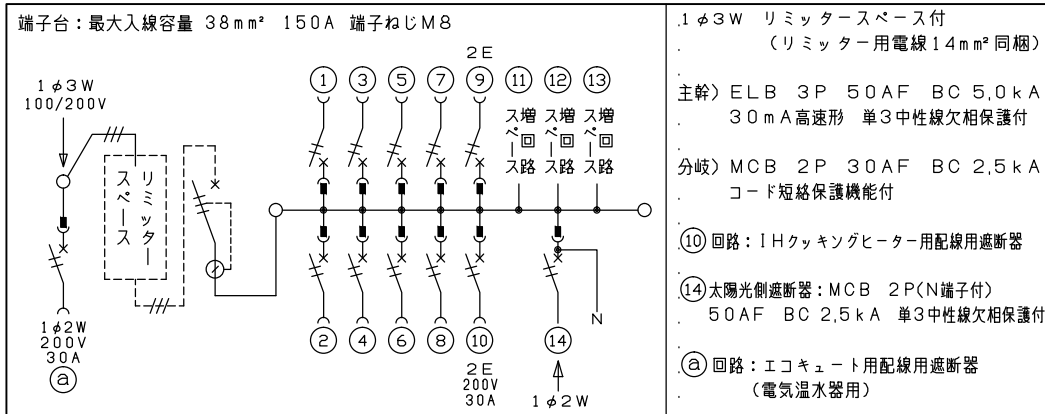 端子台：最大入線容量 38mm² 150A 端子ねじM8
1φ3W
100/200V
リミッター
スペース
1φ2W
200V
30A
ⓐ
2E
① ③ ⑤ ⑦ ⑨ ⑪ ⑫ ⑬
増回路スペース
増回路スペース
増回路スペース
N
② ④ ⑥ ⑧ ⑩ ⑭
2E
200V
30A
1φ2W
1φ3W リミッタースペース付
（リミッター用電線14mm²同梱）
主幹）ELB 3P 50AF BC 5,0kA
30mA高速形 単3中性線欠相保護付
分岐）MCB 2P 30AF BC 2,5kA
コード短絡保護機能付
⑩回路：IHクッキングヒーター用配線用遮断器
⑭太陽光側遮断器：MCB 2P(N端子付)
50AF BC 2,5kA 単3中性線欠相保護付
ⓐ回路：エコキュート用配線用遮断器
（電気温水器用）